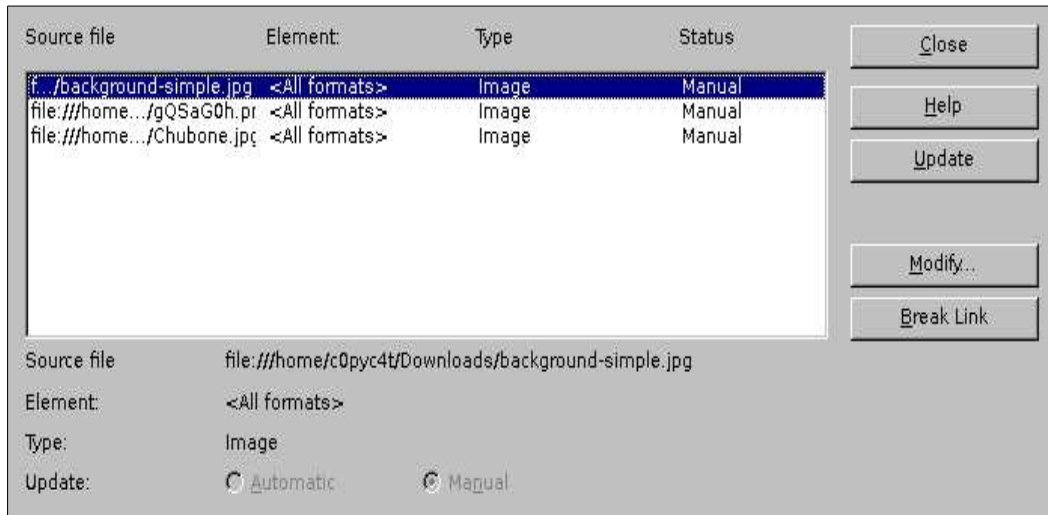 Source file Element: Type Status
f.../background-simple.jpg <All formats> Image Manual
file:///home.../gQSaG0h.pr <All formats> Image Manual
file:///home.../Chubone.jpg <All formats> Image Manual
Close
Help
Update
Modify...
Break Link
Source file file:///home/c0pyc4t/Downloads/background-simple.jpg
Element: <All formats>
Type: Image
Update: Automatic Manual